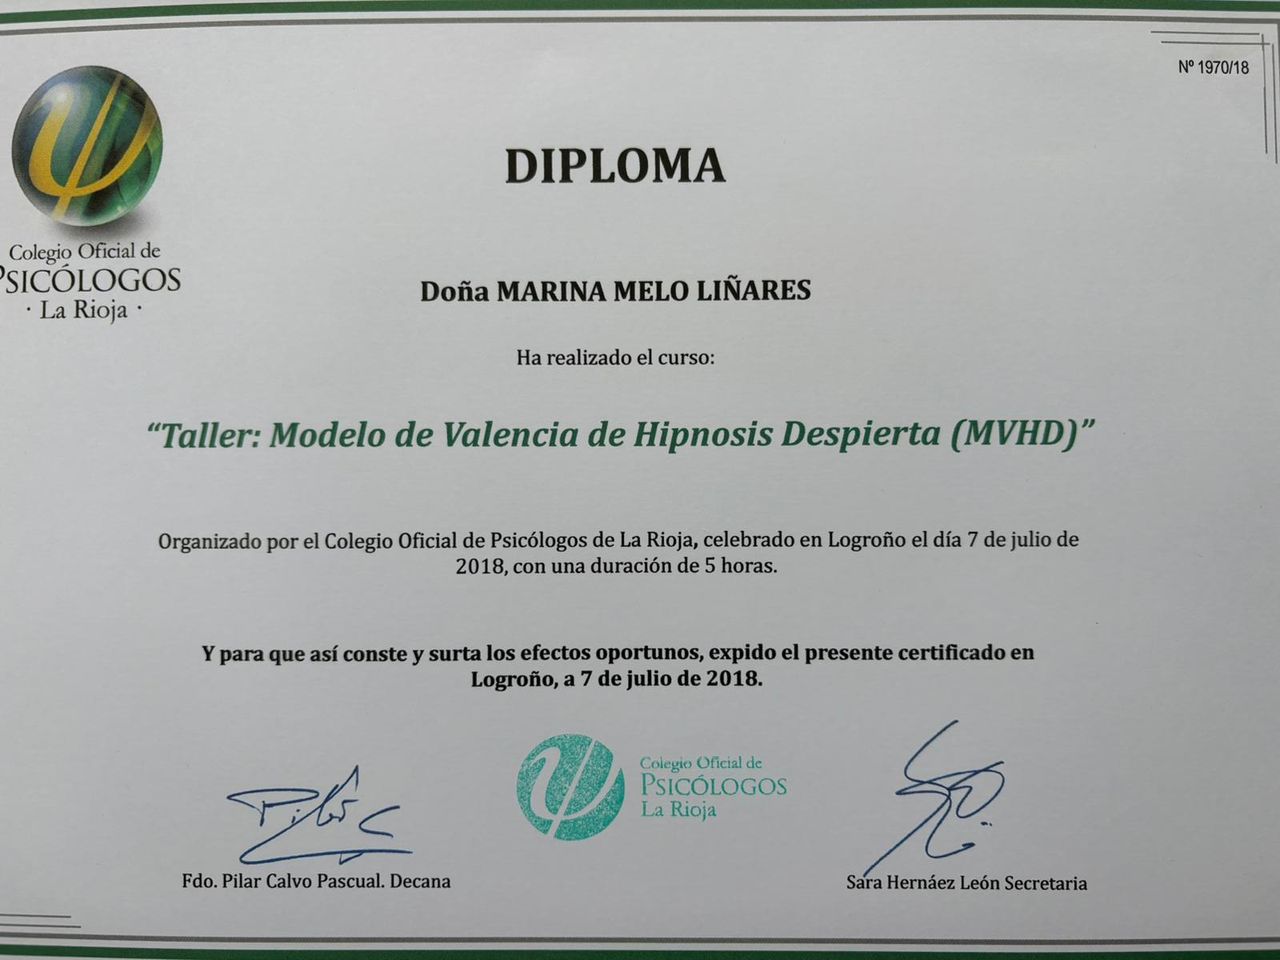 Nº 1970/18
Colegio Oficial de
PSICÓLOGOS
· La Rioja ·
DIPLOMA
Doña MARINA MELO LIÑARES
Ha realizado el curso:
“Taller: Modelo de Valencia de Hipnosis Despierta (MVHD)”
Organizado por el Colegio Oficial de Psicólogos de La Rioja, celebrado en Logroño el día 7 de julio de
2018, con una duración de 5 horas.
Y para que así conste y surta los efectos oportunos, expido el presente certificado en
Logroño, a 7 de julio de 2018.
Colegio Oficial de
PSICÓLOGOS
La Rioja
Pilar C
Fdo. Pilar Calvo Pascual. Decana
Sara Hernáez León Secretaria